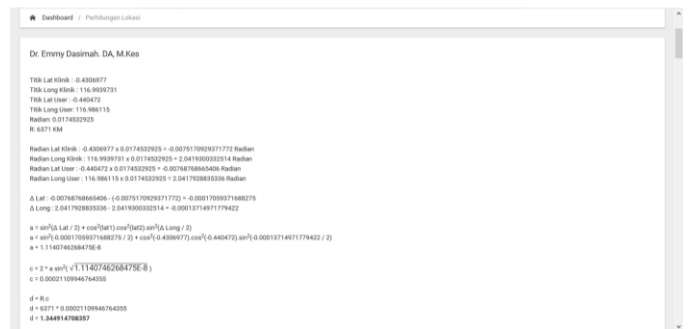 Dashboard / Perhitungan Lokasi
Dr. Emmy Dasimah. DA, M.Kes
Titik Lat Klinik : -0.4306977
Titik Long Klinik : 116.9939731
Titik Lat User : -0.440472
Titik Long User: 116.986115
Radian: 0.0174532925
R: 6371 KM
Radian Lat Klinik : -0.4306977 x 0.0174532925 = -0.0075170929371772 Radian
Radian Long Klinik : 116.9939731 x 0.0174532925 = 2.0419300332514 Radian
Radian Lat User : -0.440472 x 0.0174532925 = -0.00768768665406 Radian
Radian Long User : 116.986115 x 0.0174532925 = 2.0417928835336 Radian
Δ Lat : -0.00768768665406 - (-0.0075170929371772) = -0.00017059371688275
Δ Long : 2.0417928835336 - 2.0419300332514 = -0.00013714971779422
a = sin²(Δ Lat / 2) + cos²(lat1).cos²(lat2).sin²(Δ Long / 2)
a = sin²(-0.00017059371688275 / 2) + cos²(-0.4306977).cos²(-0.440472).sin²(-0.00013714971779422 / 2)
a = 1.1140746268475E-8
c = 2 * a sin²( √1.1140746268475E-8 )
c = 0.00021109946764355
d = R.c
d = 6371 * 0.00021109946764355
d = 1.344914708357